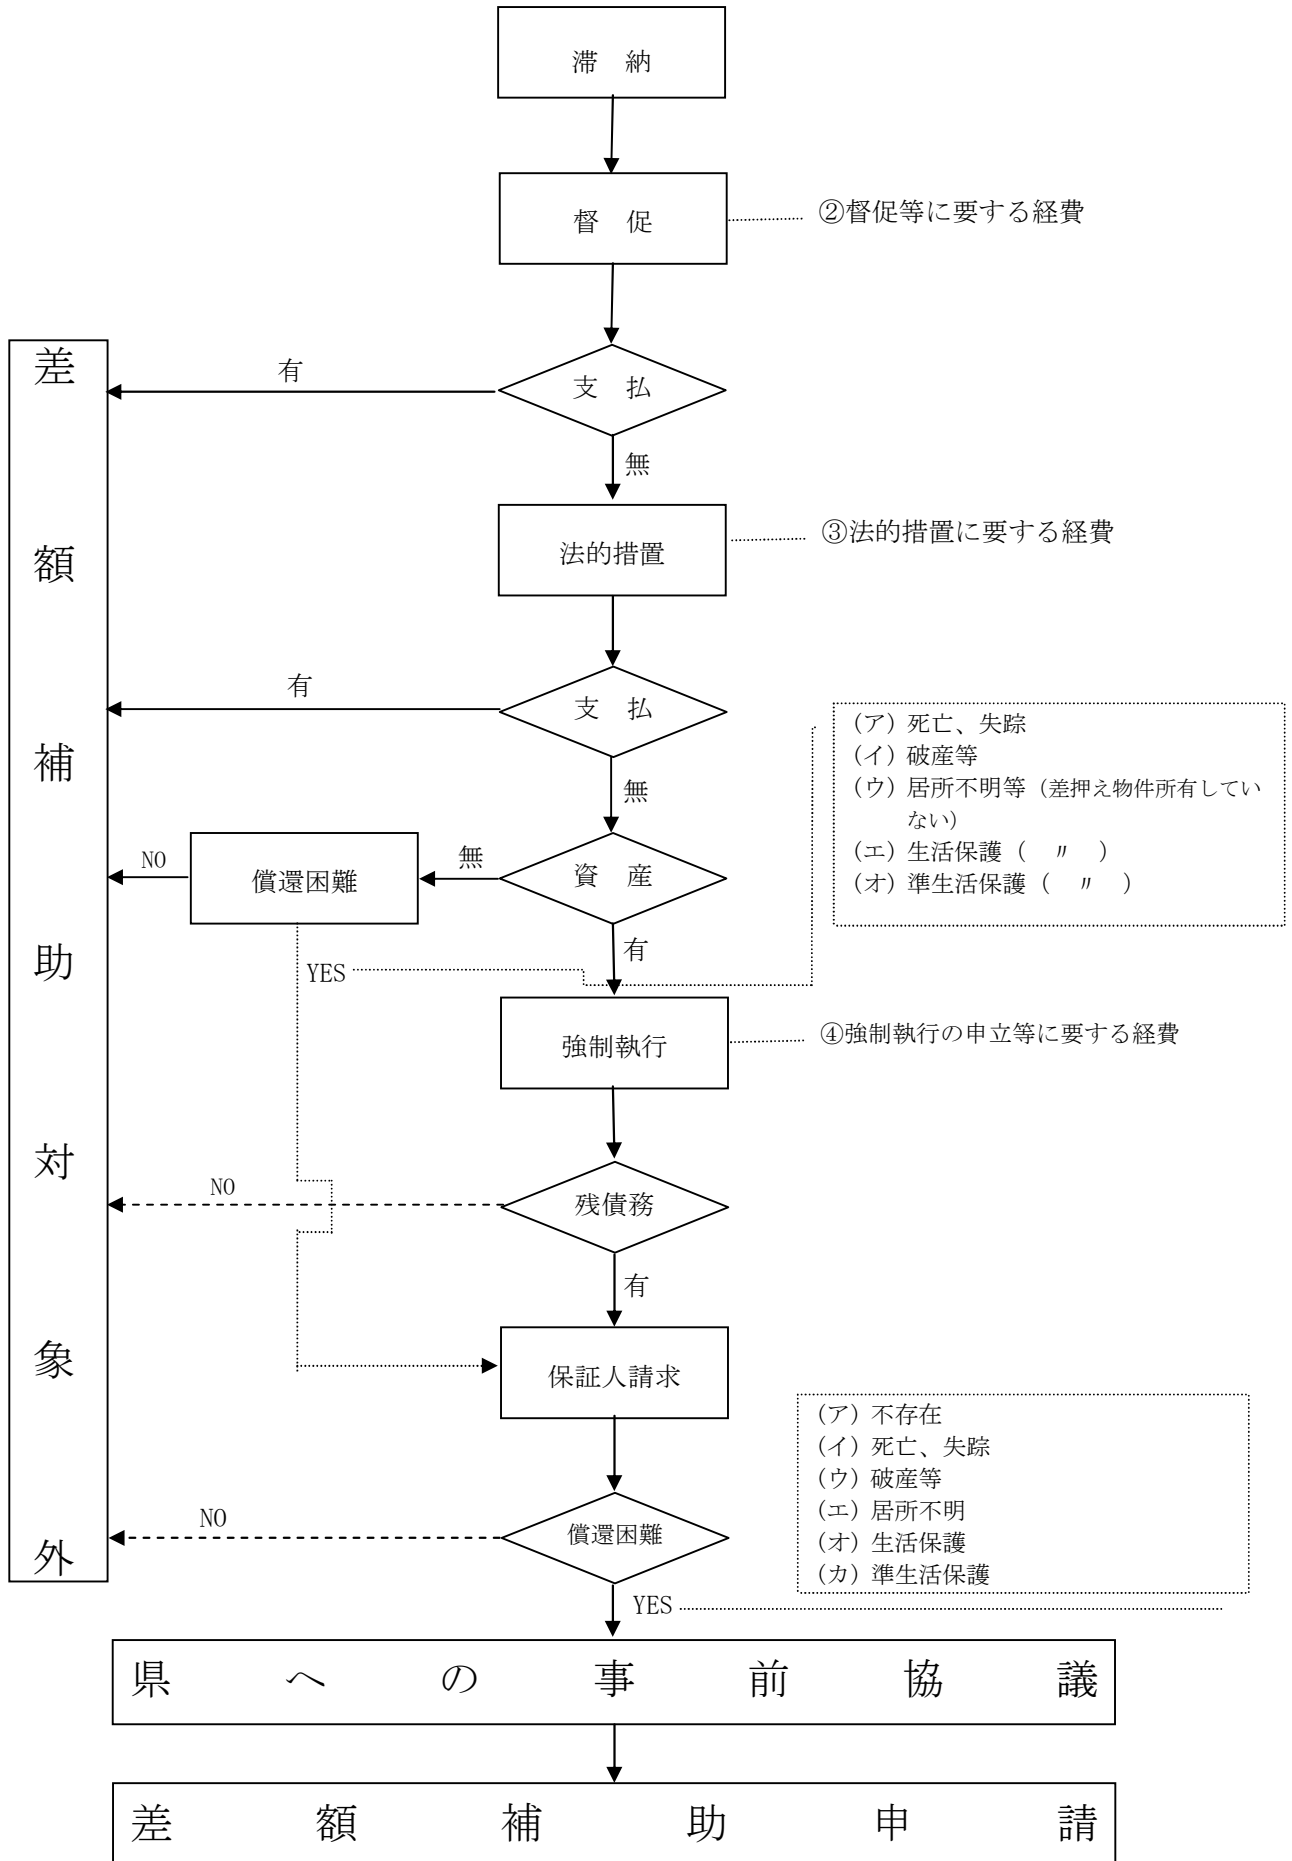 滞　納
督　促
②督促等に要する経費
差額補助対象外
有
支　払
無
法的措置
③法的措置に要する経費
有
支　払
無
(ア) 死亡、失踪
(イ) 破産等
(ウ) 居所不明等（差押え物件所有してい
ない）
(エ) 生活保護（　〃　）
(オ) 準生活保護（　〃　）
NO
償還困難
無
資　産
有
YES
強制執行
④強制執行の申立等に要する経費
NO
残債務
有
保証人請求
(ア) 不存在
(イ) 死亡、失踪
(ウ) 破産等
(エ) 居所不明
(オ) 生活保護
(カ) 準生活保護
NO
償還困難
YES
県への事前協議
差額補助申請